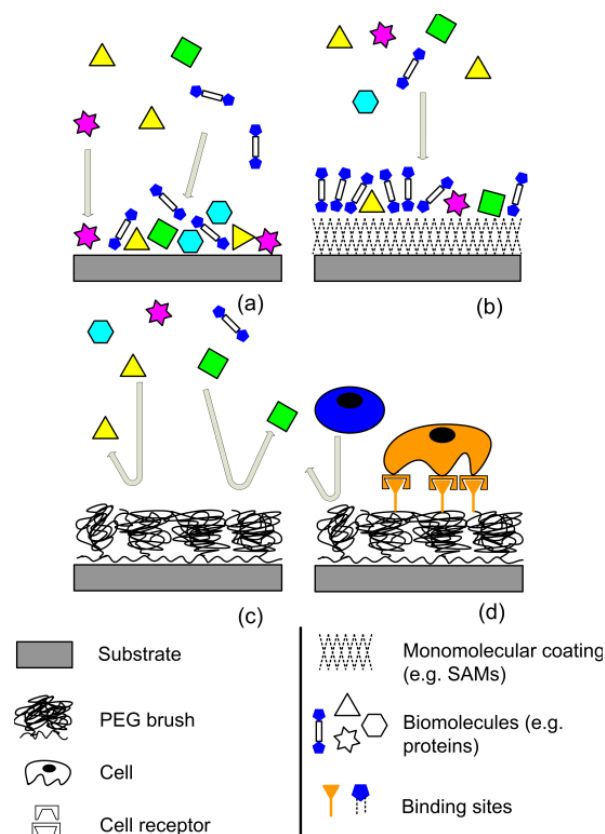 (a)
(b)
(c)
(d)
Substrate
PEG brush
Cell
Cell receptor
Monomolecular coating
(e.g. SAMs)
Biomolecules (e.g.
proteins)
Binding sites